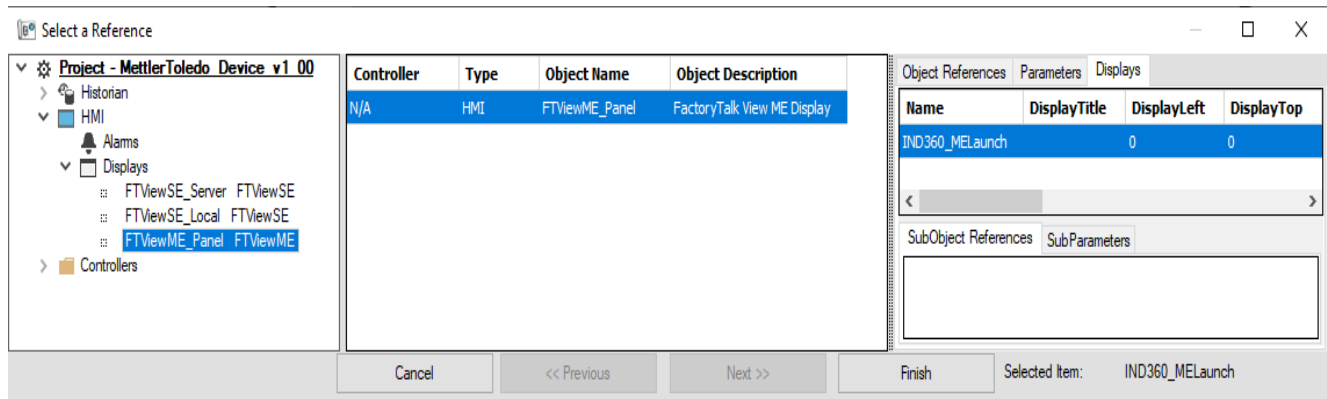 Select a Reference
Project - MettlerToledo_Device_v1_00
Historian
HMI
Alarms
Displays
FTViewSE_Server FTViewSE
FTViewSE_Local FTViewSE
FTViewME_Panel FTViewME
Controllers
Controller Type Object Name Object Description
N/A HMI FTViewME_Panel FactoryTalk View ME Display
Object References Parameters Displays
Name DisplayTitle DisplayLeft DisplayTop
IND360_MELaunch 0 0
SubObject References SubParameters
Cancel << Previous Next >> Finish Selected Item: IND360_MELaunch